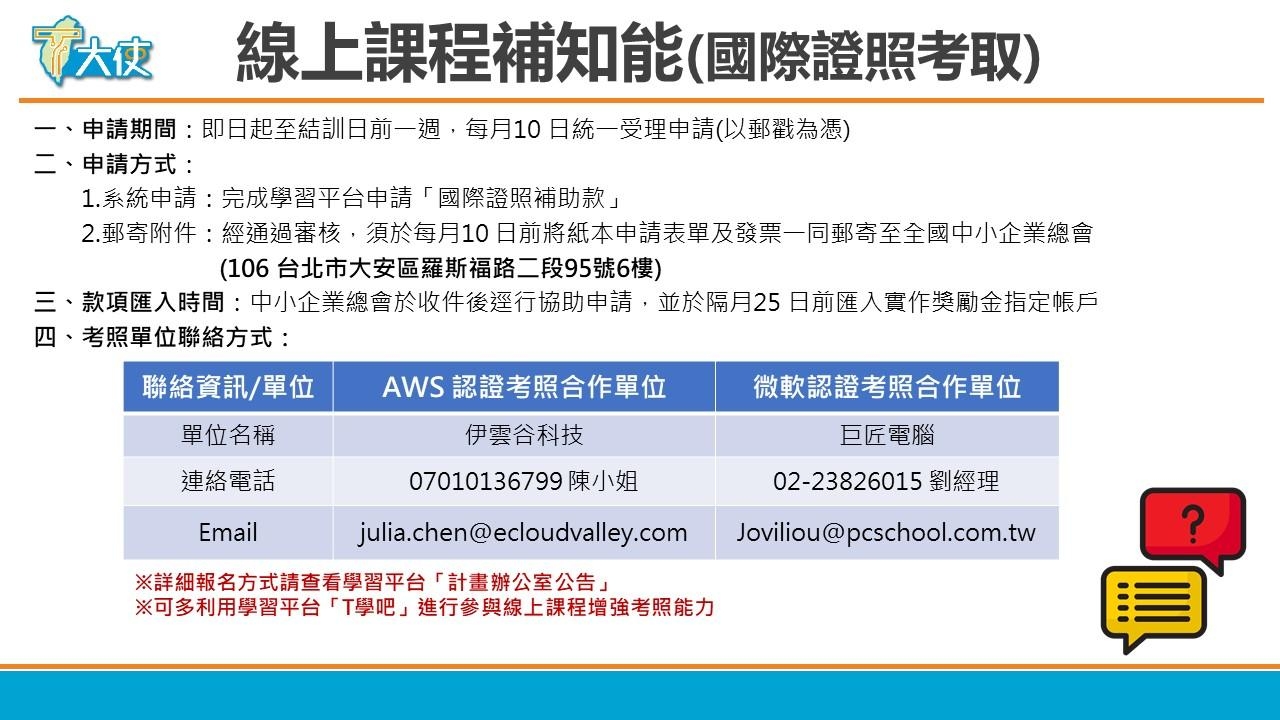 T大使
線上課程補知能(國際證照考取)
一、申請期間：即日起至結訓日前一週，每月10 日統一受理申請(以郵戳為憑)
二、申請方式：
1.系統申請：完成學習平台申請「國際證照補助款」
2.郵寄附件：經通過審核，須於每月10 日前將紙本申請表單及發票一同郵寄至全國中小企業總會
(106 台北市大安區羅斯福路二段95號6樓)
三、款項匯入時間：中小企業總會於收件後逕行協助申請，並於隔月25 日前匯入實作獎勵金指定帳戶
四、考照單位聯絡方式：
聯絡資訊/單位 AWS 認證考照合作單位 微軟認證考照合作單位
單位名稱 伊雲谷科技 巨匠電腦
連絡電話 07010136799 陳小姐 02-23826015 劉經理
Email julia.chen@ecloudvalley.com Joviliou@pcschool.com.tw
※詳細報名方式請查看學習平台「計畫辦公室公告」
※可多利用學習平台「T學吧」進行參與線上課程增強考照能力
?